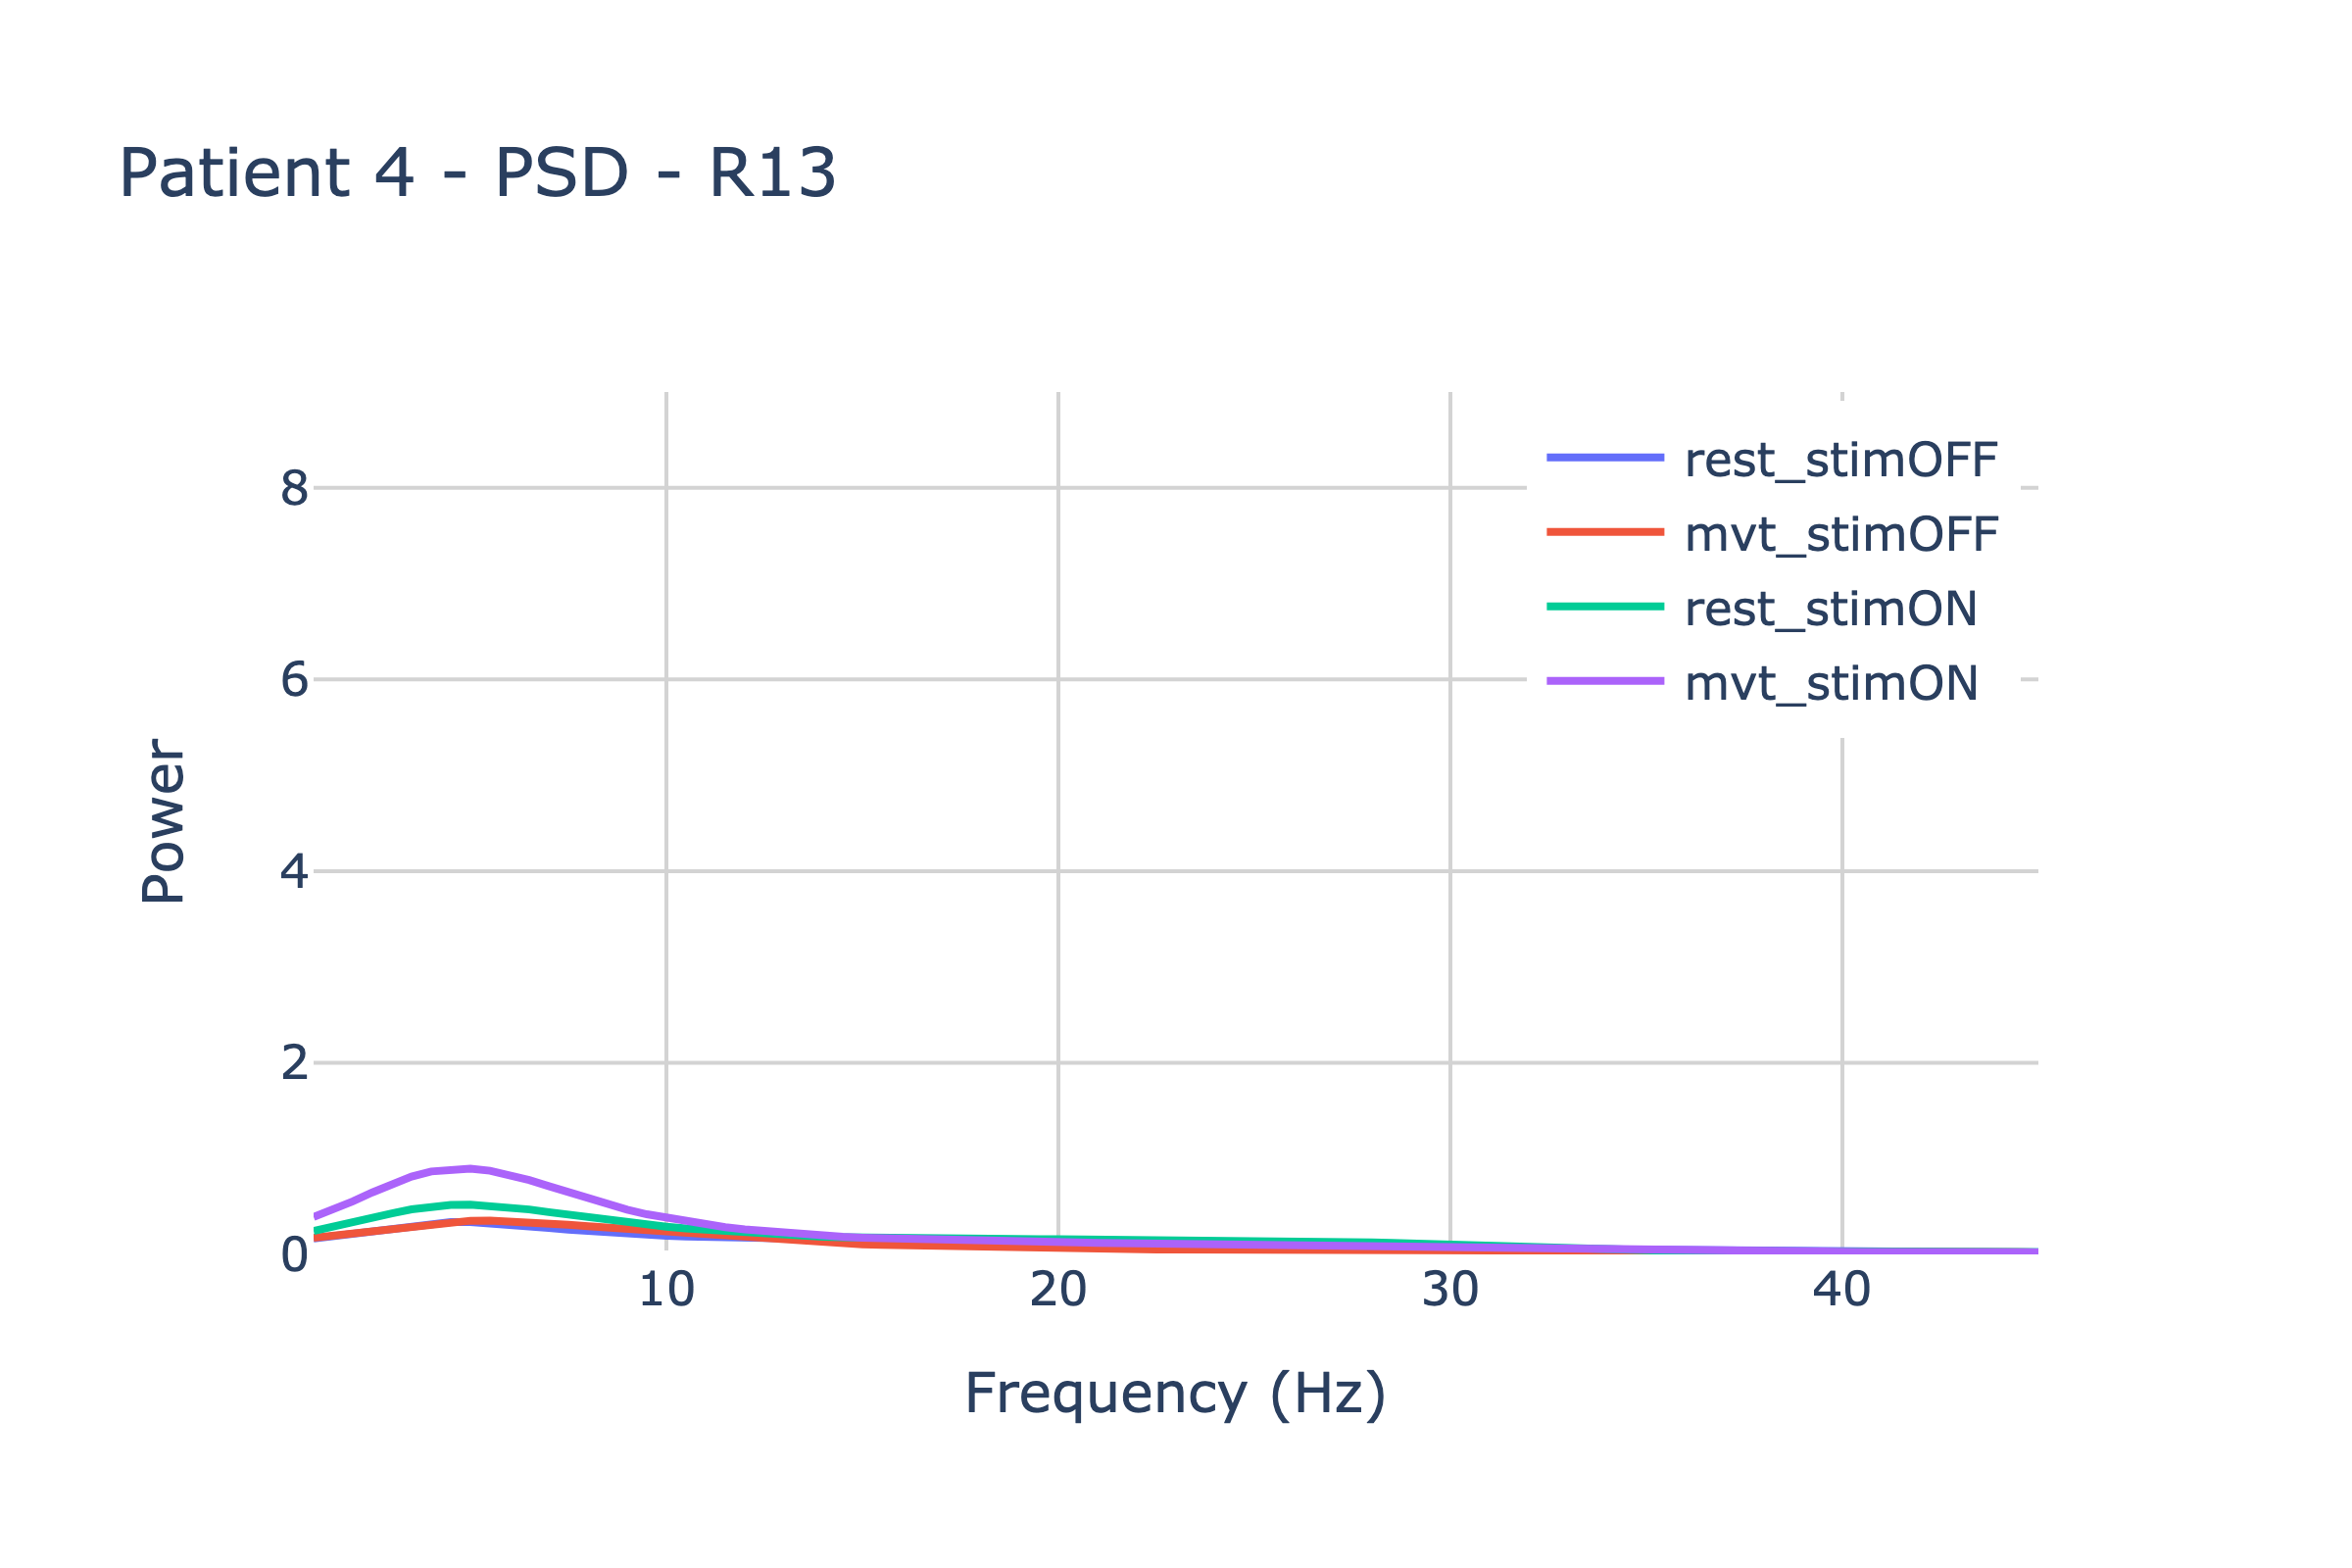 Patient 4 - PSD - R13
rest_stimOFF
mvt_stimOFF
rest_stimON
mvt_stimON
8
6
4
2
0
Power
10
20
30
40
Frequency (Hz)